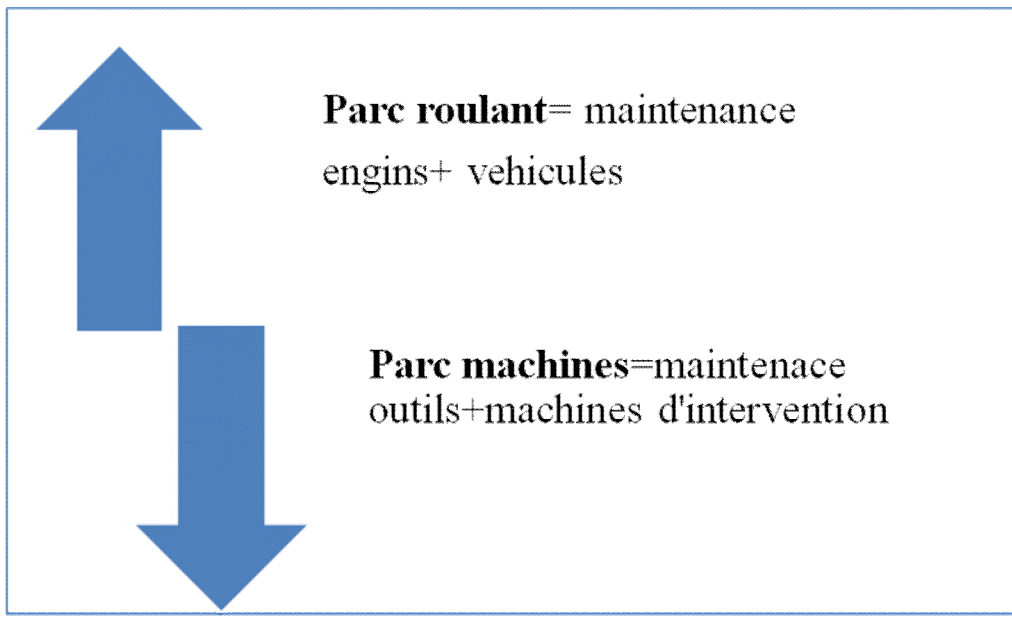 Parc roulant= maintenance
engins+ vehicules
Parc machines=maintenace
outils+machines d'intervention